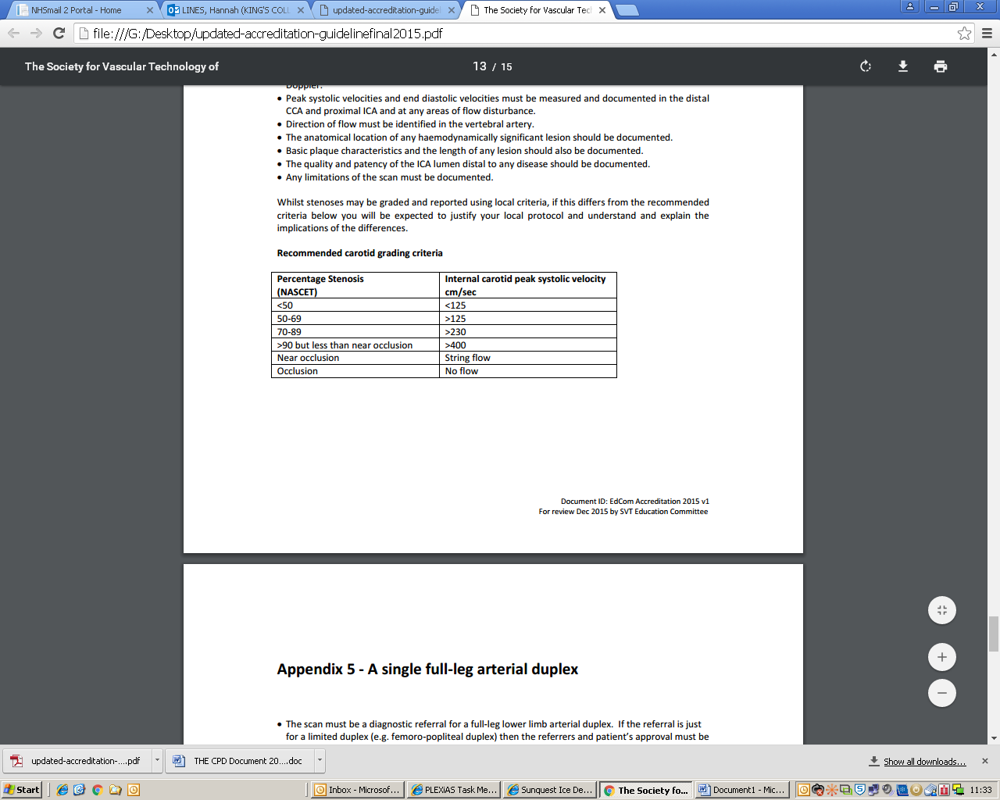 NHSmail 2 Portal - Home
LINES, Hannah (KING'S COLL
updated-accreditation-guidel
The Society for Vascular Tec
file:///G:/Desktop/updated-accreditation-guidelinefinal2015.pdf
The Society for Vascular Technology of
13 / 15
Doppler.
• Peak systolic velocities and end diastolic velocities must be measured and documented in the distal
CCA and proximal ICA and at any areas of flow disturbance.
• Direction of flow must be identified in the vertebral artery.
• The anatomical location of any haemodynamically significant lesion should be documented.
• Basic plaque characteristics and the length of any lesion should also be documented.
• The quality and patency of the ICA lumen distal to any disease should be documented.
• Any limitations of the scan must be documented.
Whilst stenoses may be graded and reported using local criteria, if this differs from the recommended
criteria below you will be expected to justify your local protocol and understand and explain the
implications of the differences.
Recommended carotid grading criteria
Percentage Stenosis (NASCET) Internal carotid peak systolic velocity cm/sec
<50 <125
50-69 >125
70-89 >230
>90 but less than near occlusion >400
Near occlusion String flow
Occlusion No flow
Document ID: EdCom Accreditation 2015 v1
For review Dec 2015 by SVT Education Committee
Appendix 5 - A single full-leg arterial duplex
• The scan must be a diagnostic referral for a full-leg lower limb arterial duplex. If the referral is just
for a limited duplex (e.g. femoro-popliteal duplex) then the referrers and patient's approval must be
updated-accreditation-....pdf
THE CPD Document 20....doc
Show all downloads...
Start
Inbox - Microsof...
PLEXiAS Task Me...
Sunquest Ice De...
The Society fo...
Document1 - Mic...
11:33